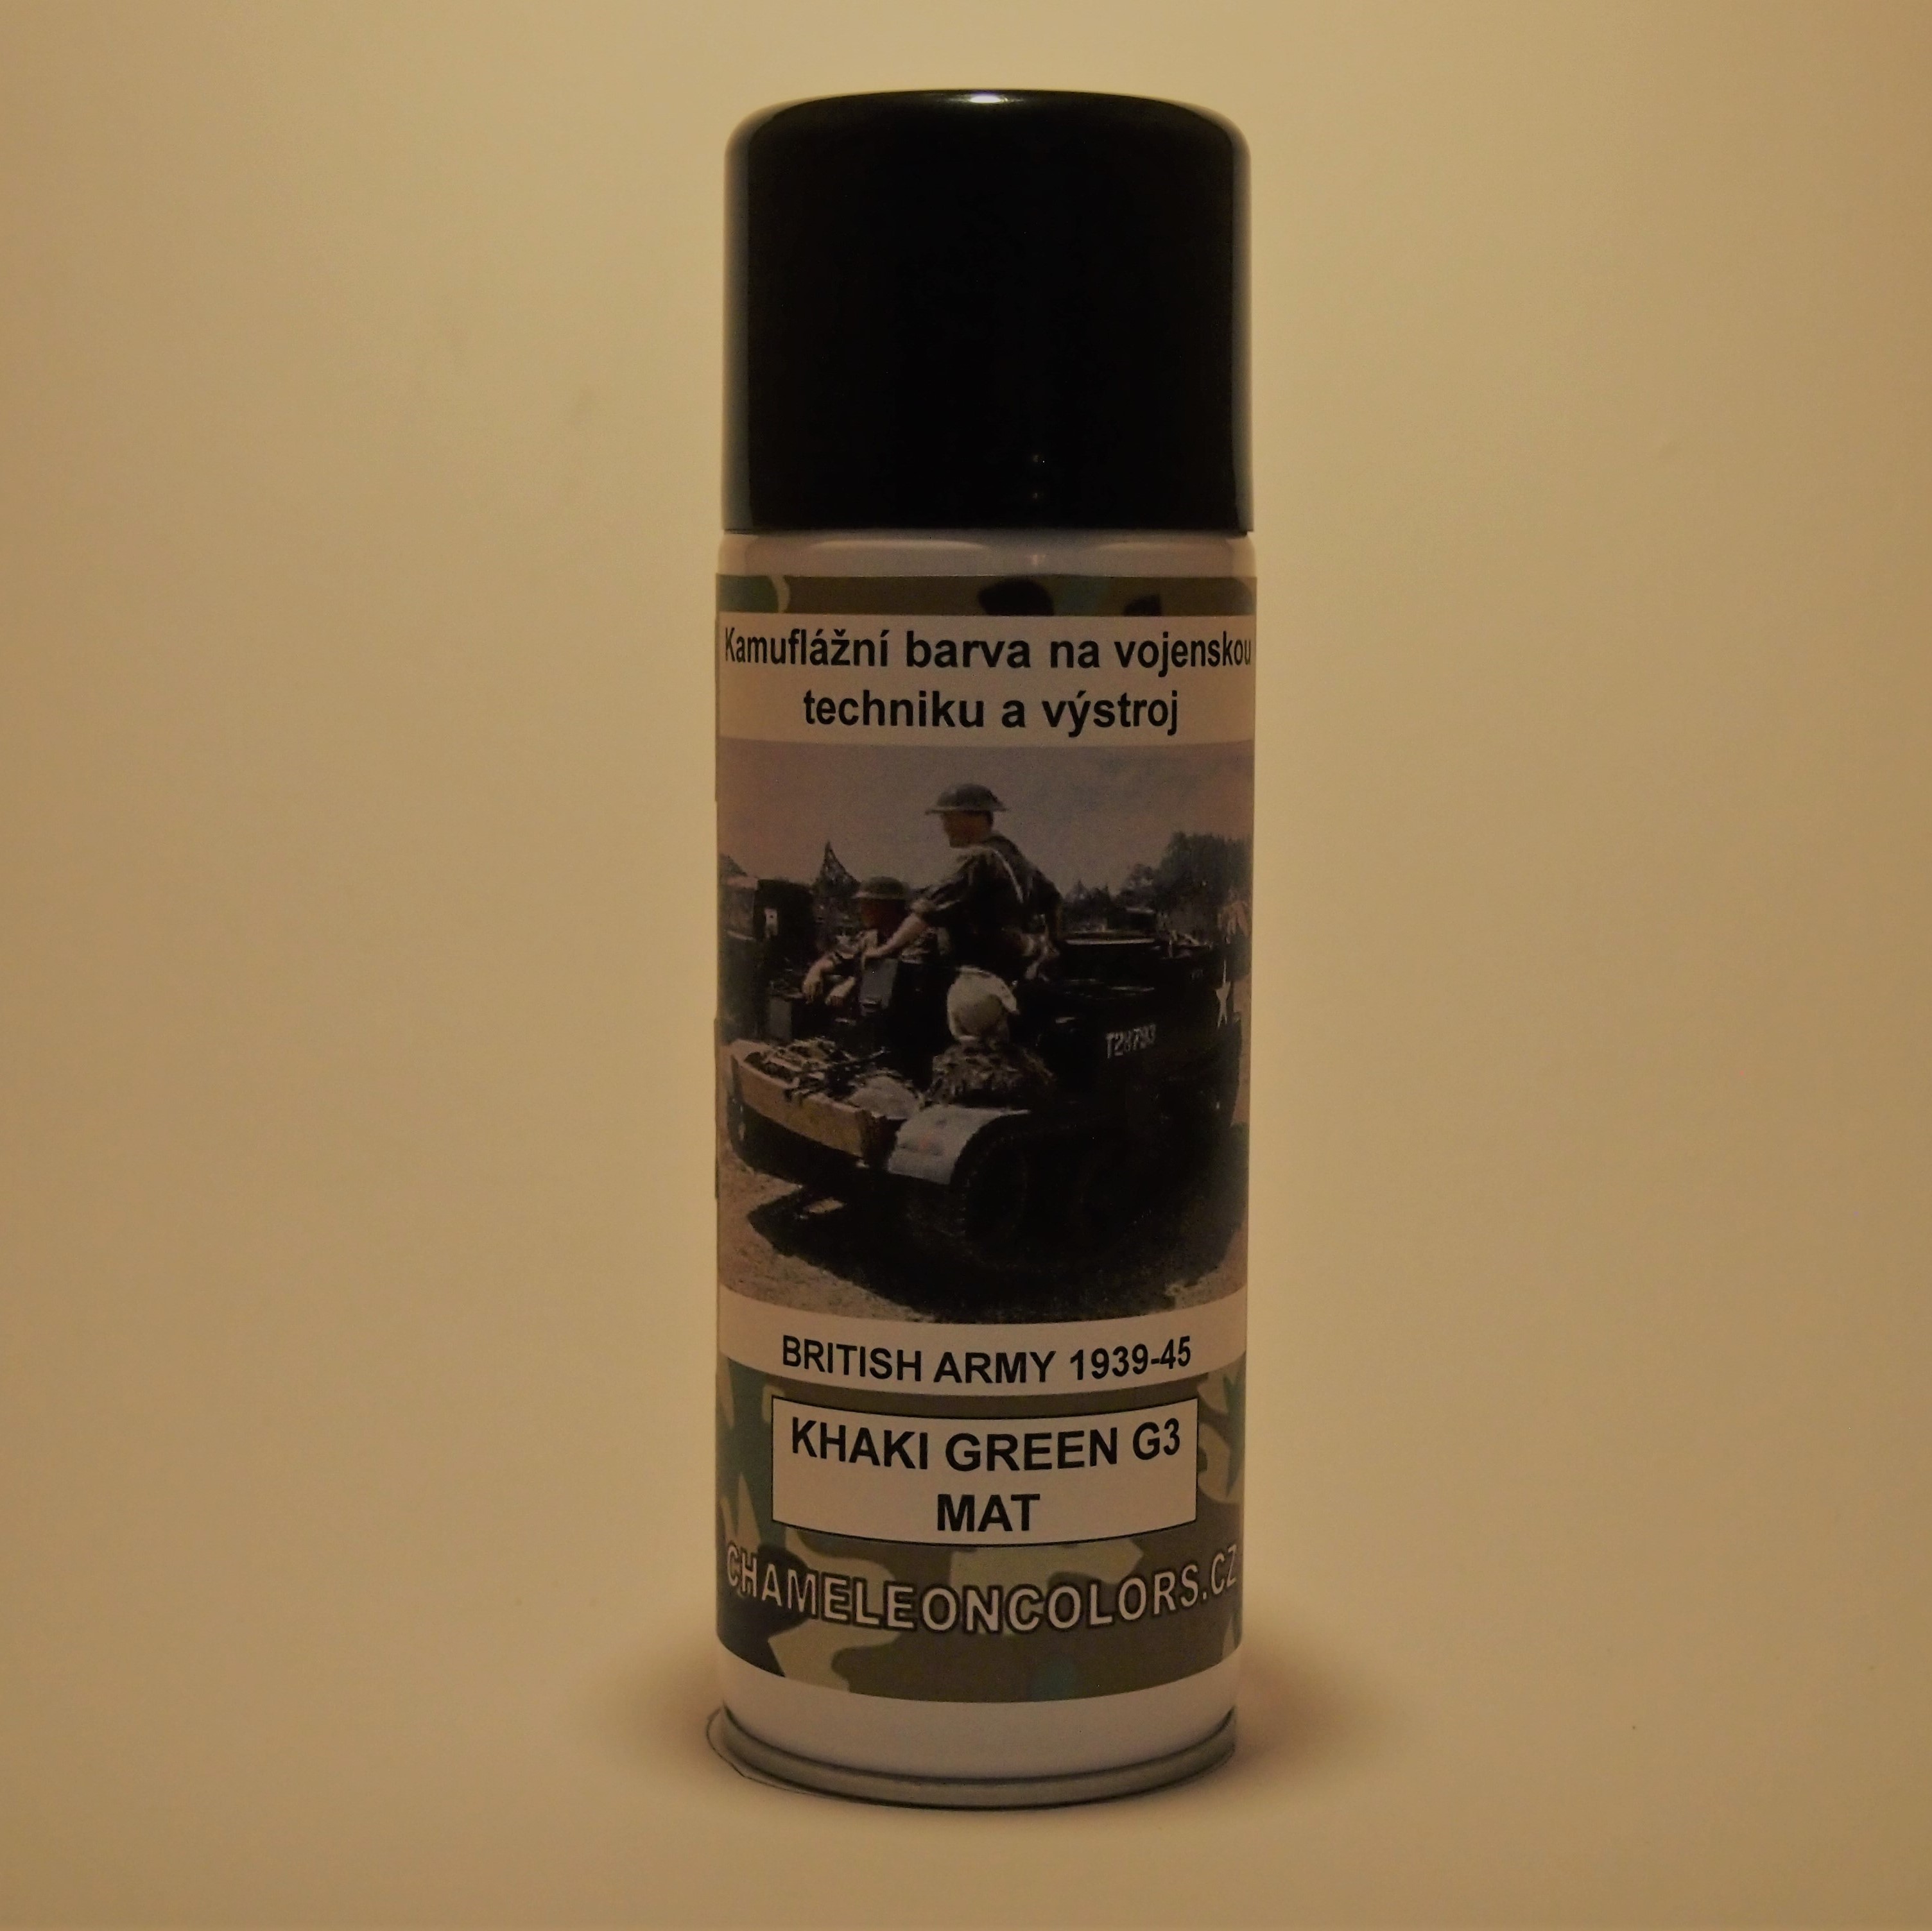 Kamuflážní barva na vojenskou
techniku a výstroj
BRITISH ARMY 1939-45
KHAKI GREEN G3
MAT
CHAMELEONCOLORS.CZ